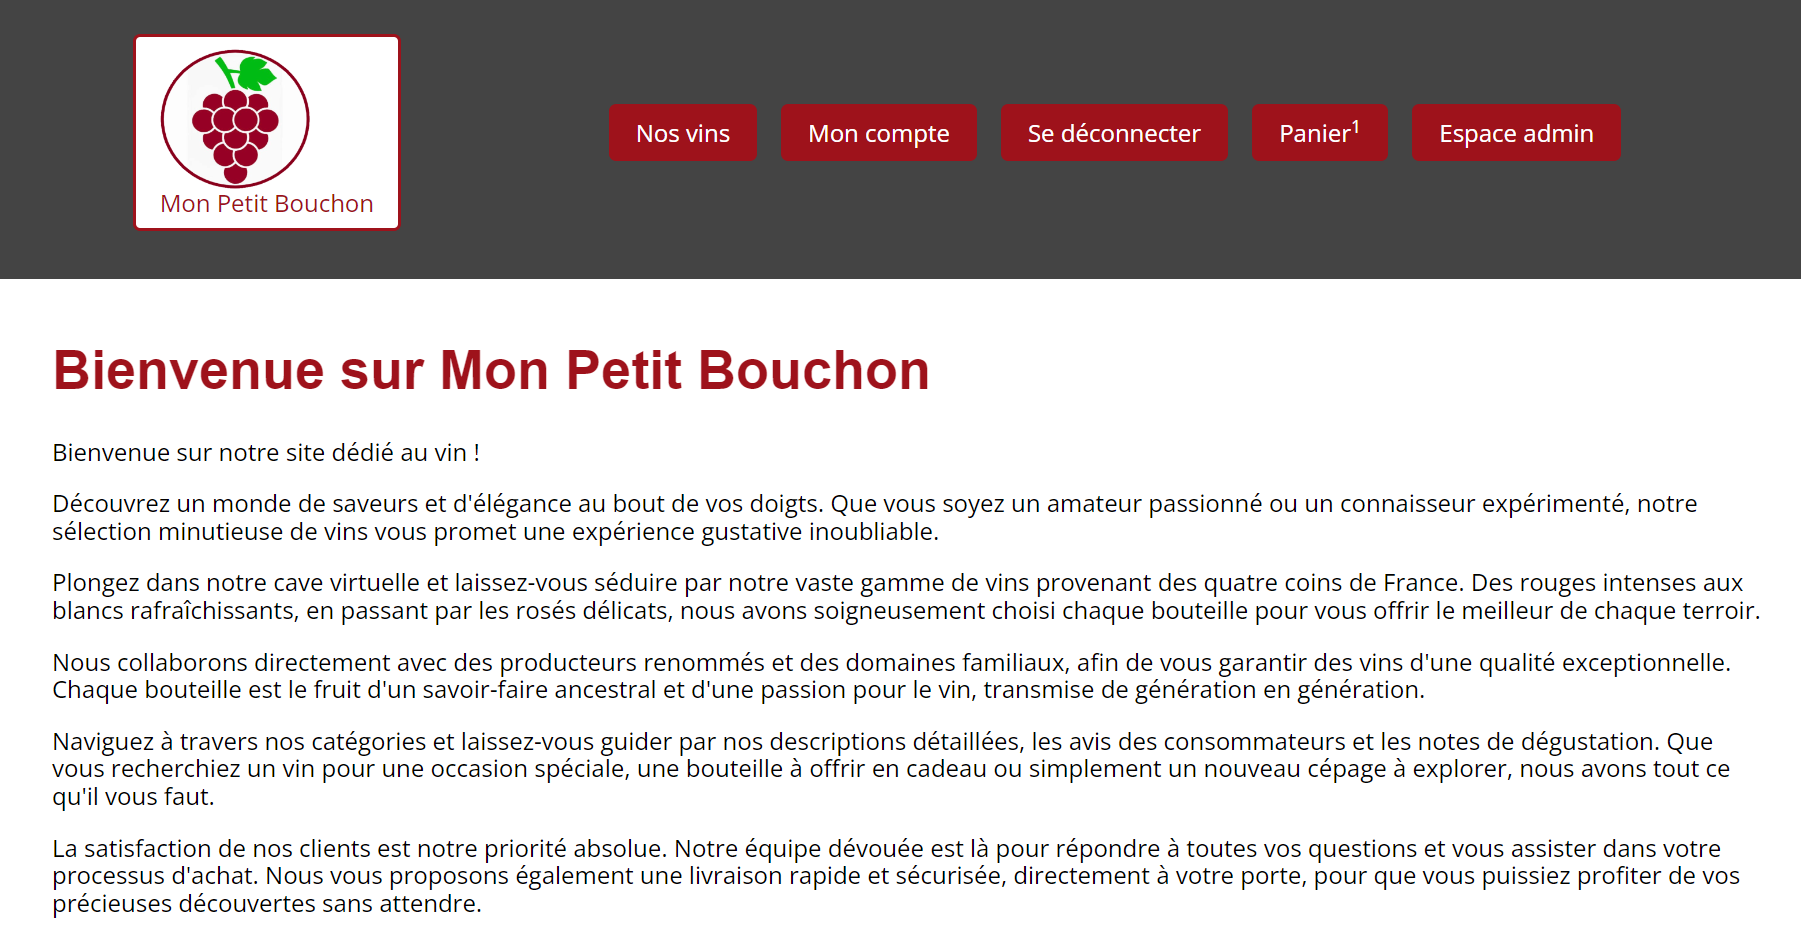 Mon Petit Bouchon
Nos vins
Mon compte
Se déconnecter
Panier1
Espace admin
Bienvenue sur Mon Petit Bouchon
Bienvenue sur notre site dédié au vin !
Découvrez un monde de saveurs et d'élégance au bout de vos doigts. Que vous soyez un amateur passionné ou un connaisseur expérimenté, notre
sélection minutieuse de vins vous promet une expérience gustative inoubliable.
Plongez dans notre cave virtuelle et laissez-vous séduire par notre vaste gamme de vins provenant des quatre coins de France. Des rouges intenses aux
blancs rafraîchissants, en passant par les rosés délicats, nous avons soigneusement choisi chaque bouteille pour vous offrir le meilleur de chaque terroir.
Nous collaborons directement avec des producteurs renommés et des domaines familiaux, afin de vous garantir des vins d'une qualité exceptionnelle.
Chaque bouteille est le fruit d'un savoir-faire ancestral et d'une passion pour le vin, transmise de génération en génération.
Naviguez à travers nos catégories et laissez-vous guider par nos descriptions détaillées, les avis des consommateurs et les notes de dégustation. Que
vous recherchiez un vin pour une occasion spéciale, une bouteille à offrir en cadeau ou simplement un nouveau cépage à explorer, nous avons tout ce
qu'il vous faut.
La satisfaction de nos clients est notre priorité absolue. Notre équipe dévouée est là pour répondre à toutes vos questions et vous assister dans votre
processus d'achat. Nous vous proposons également une livraison rapide et sécurisée, directement à votre porte, pour que vous puissiez profiter de vos
précieuses découvertes sans attendre.